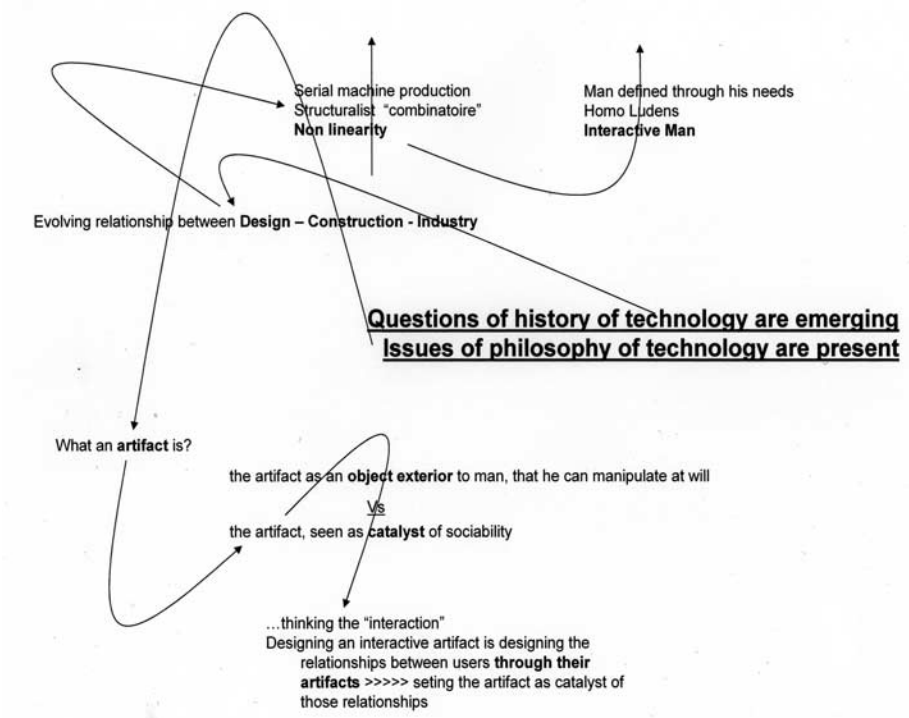 Serial machine production
Structuralist "combinatoire"
Non linearity
Man defined through his needs
Homo Ludens
Interactive Man
Evolving relationship between Design – Construction - Industry
Questions of history of technology are emerging
Issues of philosophy of technology are present
What an artifact is?
the artifact as an object exterior to man, that he can manipulate at will
Vs
the artifact, seen as catalyst of sociability
…thinking the "interaction"
Designing an interactive artifact is designing the
relationships between users through their
artifacts >>>>> seting the artifact as catalyst of
those relationships